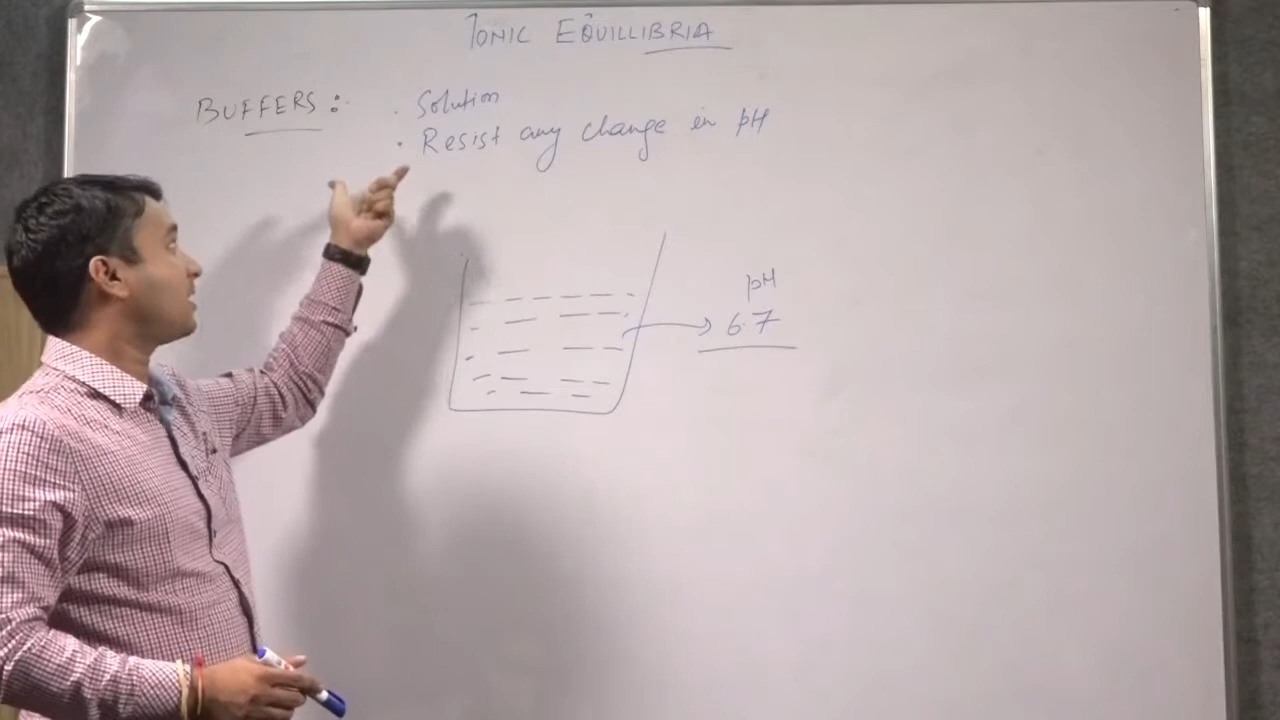 IONIC EQUILLIBRIA
BUFFERS :
. Solution
. Resist any change in pH
pH
6.7